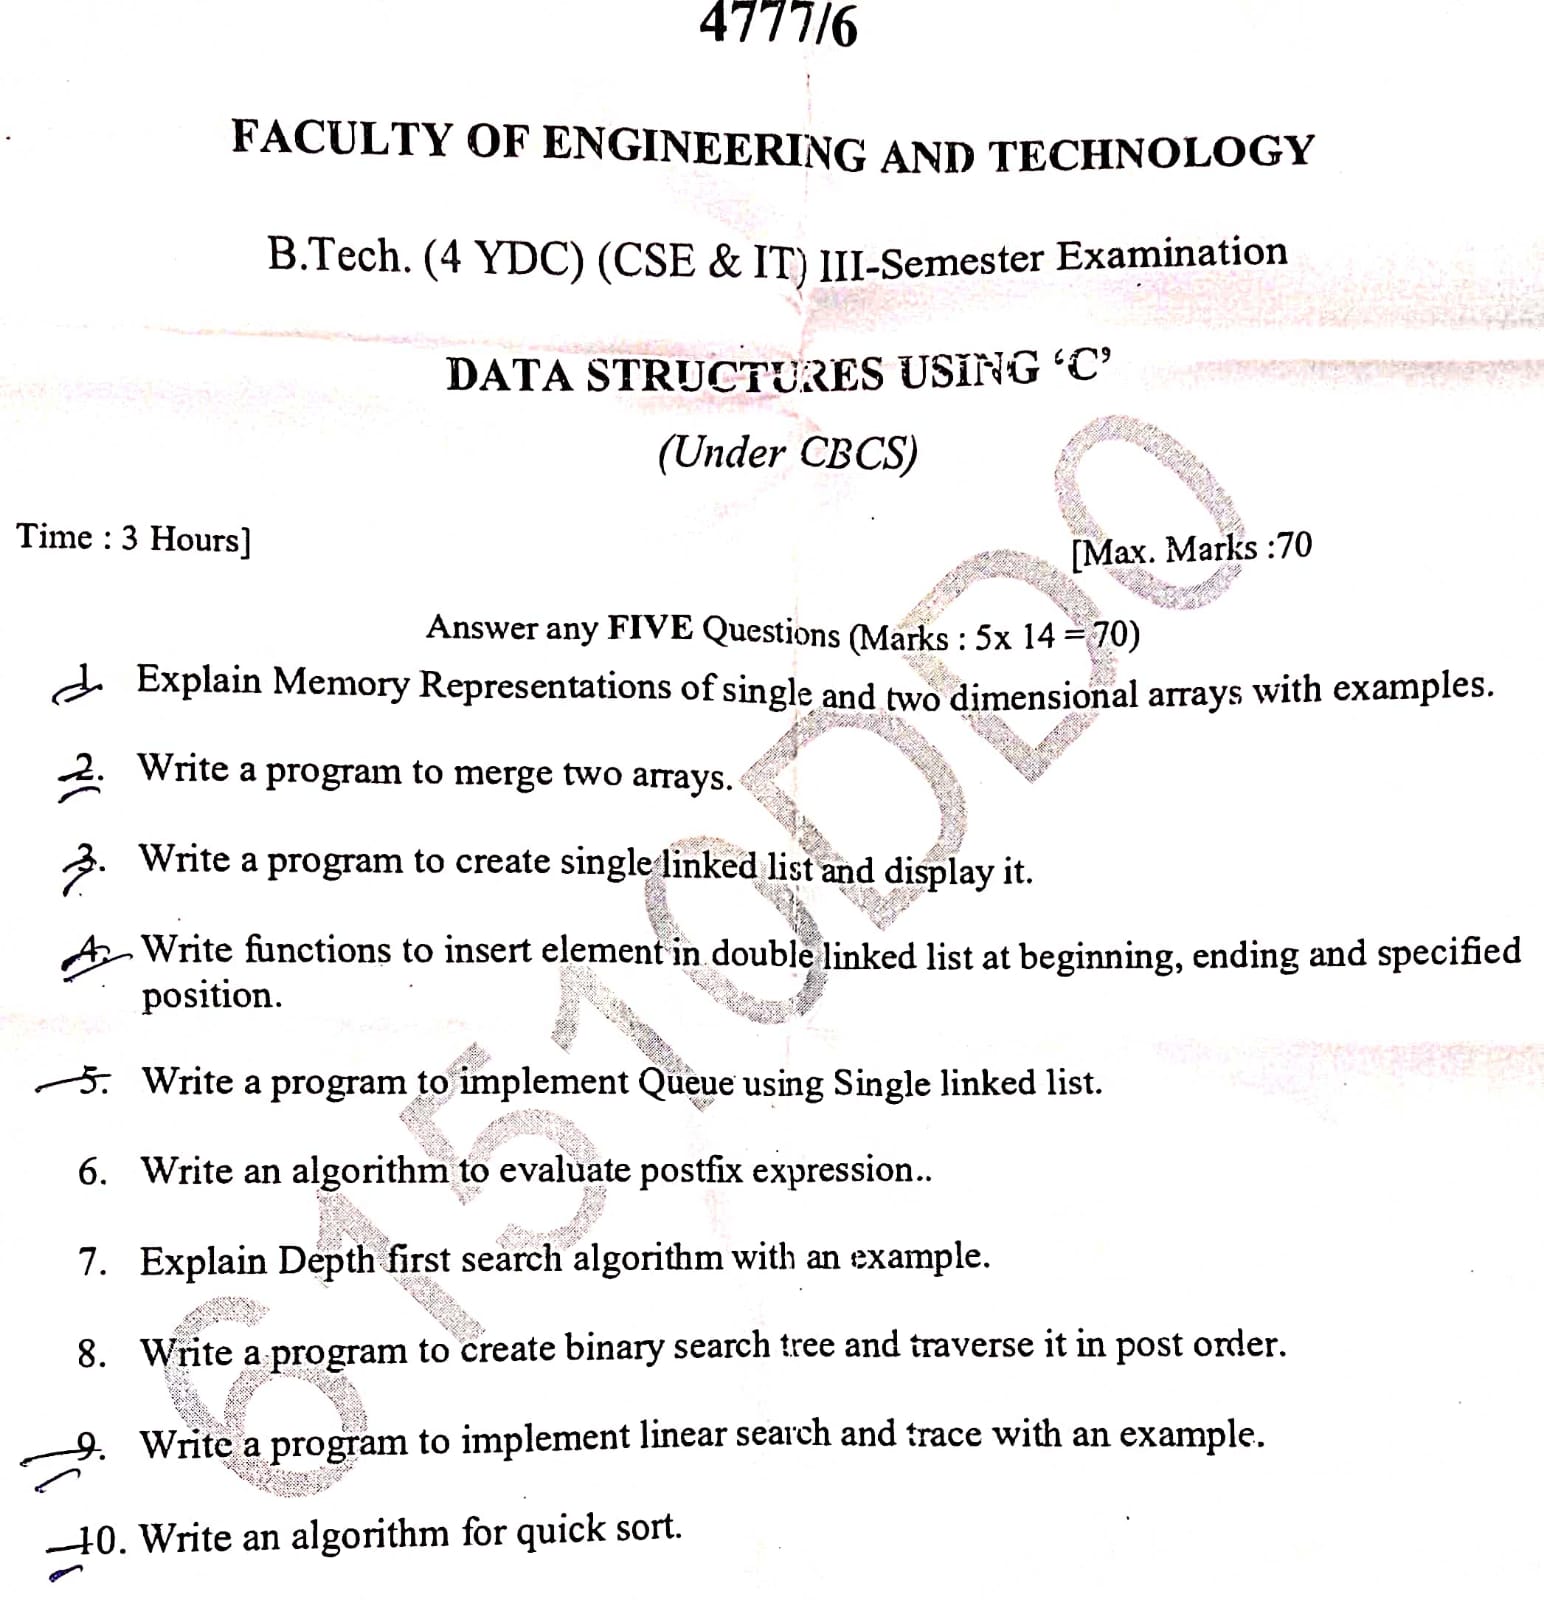 4777/6
FACULTY OF ENGINEERING AND TECHNOLOGY
B.Tech. (4 YDC) (CSE & IT) III-Semester Examination
DATA STRUCTURES USING ‘C’
(Under CBCS)
Time : 3 Hours]
[Max. Marks :70
Answer any FIVE Questions (Marks : 5x 14 = 70)
1. Explain Memory Representations of single and two dimensional arrays with examples.
2. Write a program to merge two arrays.
3. Write a program to create single linked list and display it.
4. Write functions to insert element in double linked list at beginning, ending and specified
position.
5. Write a program to implement Queue using Single linked list.
6. Write an algorithm to evaluate postfix expression..
7. Explain Depth first search algorithm with an example.
8. Write a program to create binary search tree and traverse it in post order.
9. Write a program to implement linear search and trace with an example.
10. Write an algorithm for quick sort.
61510DD0